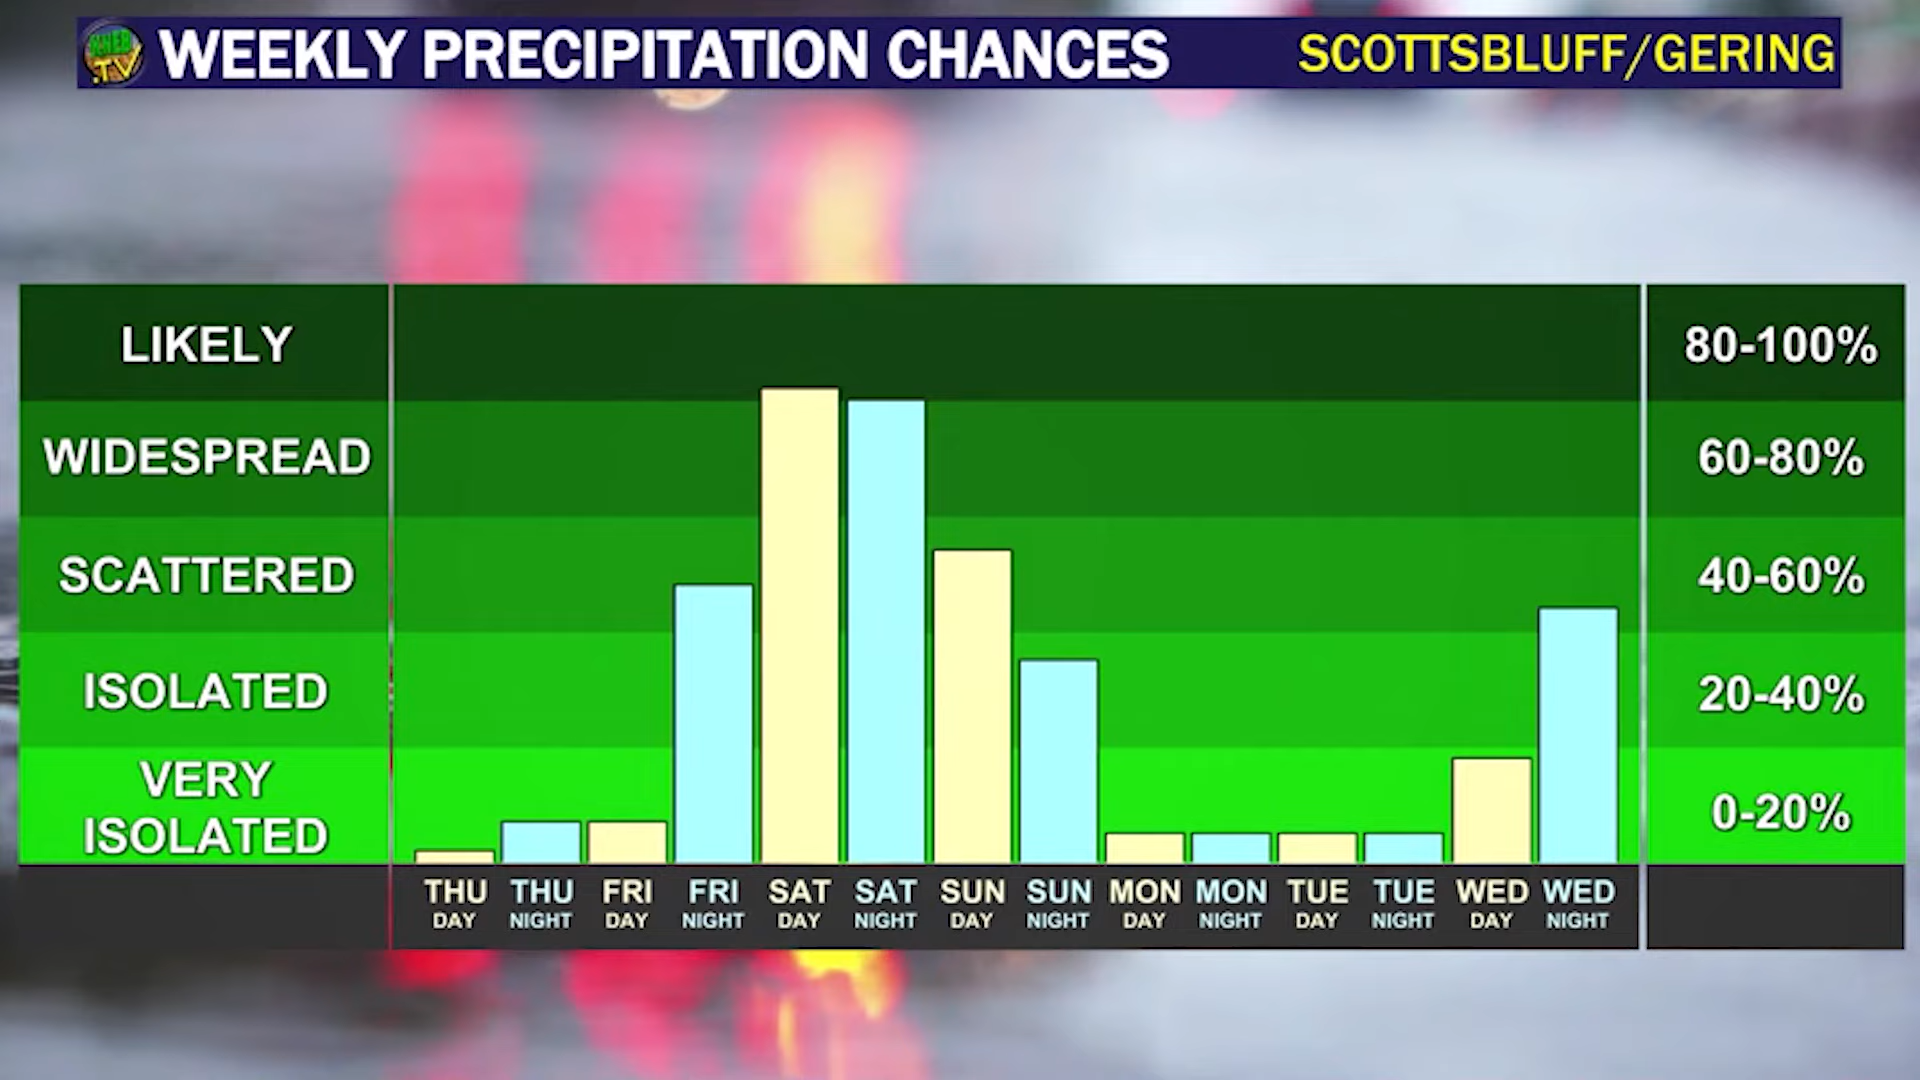 KNEB
.TV
WEEKLY PRECIPITATION CHANCES
SCOTTSBLUFF/GERING
LIKELY
80-100%
WIDESPREAD
60-80%
SCATTERED
40-60%
ISOLATED
20-40%
VERY
ISOLATED
0-20%
THU
DAY
THU
NIGHT
FRI
DAY
FRI
NIGHT
SAT
DAY
SAT
NIGHT
SUN
DAY
SUN
NIGHT
MON
DAY
MON
NIGHT
TUE
DAY
TUE
NIGHT
WED
DAY
WED
NIGHT